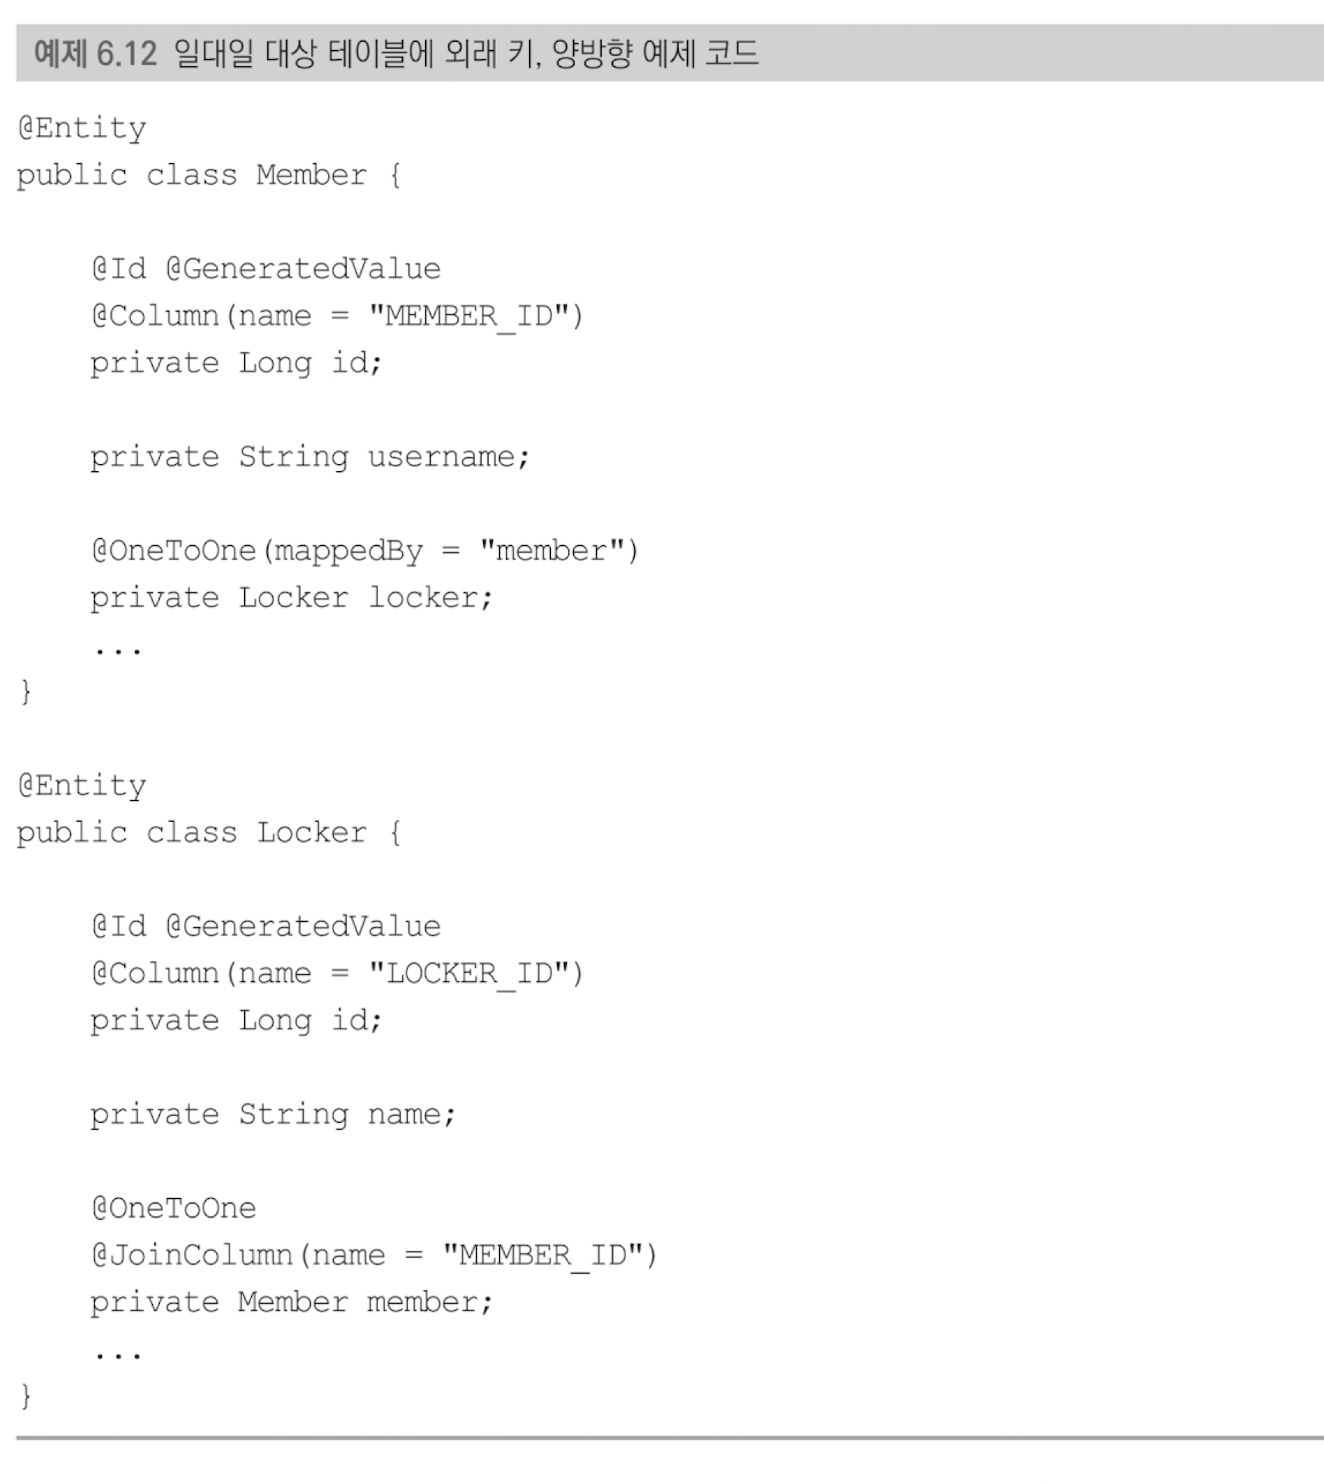 예제 6.12 일대일 대상 테이블에 외래 키, 양방향 예제 코드
@Entity
public class Member {
@Id @GeneratedValue
@Column(name = "MEMBER_ID")
private Long id;
private String username;
@OneToOne(mappedBy = "member")
private Locker locker;
...
}
@Entity
public class Locker {
@Id @GeneratedValue
@Column(name = "LOCKER_ID")
private Long id;
private String name;
@OneToOne
@JoinColumn(name = "MEMBER_ID")
private Member member;
...
}